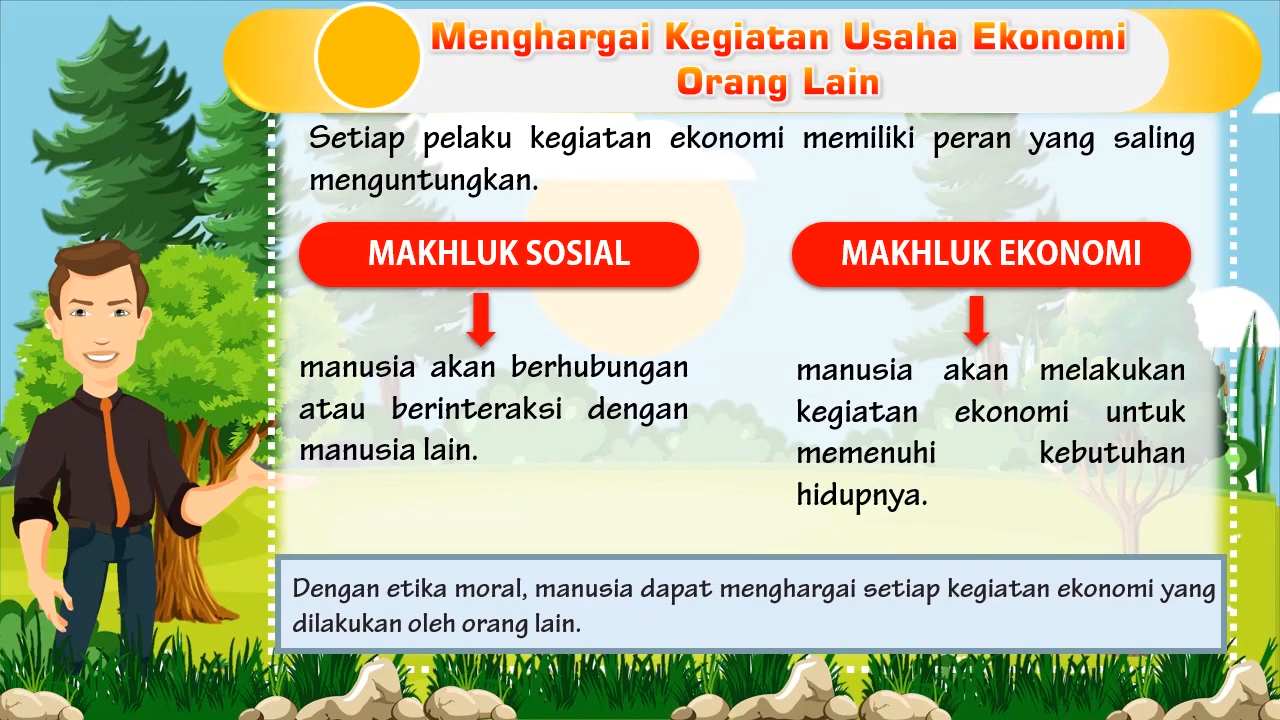 Menghargai Kegiatan Usaha Ekonomi
Orang Lain
Setiap pelaku kegiatan ekonomi memiliki peran yang saling
menguntungkan.
MAKHLUK SOSIAL
manusia akan berhubungan
atau berinteraksi dengan
manusia lain.
MAKHLUK EKONOMI
manusia akan melakukan
kegiatan ekonomi untuk
memenuhi kebutuhan
hidupnya.
Dengan etika moral, manusia dapat menghargai setiap kegiatan ekonomi yang
dilakukan oleh orang lain.